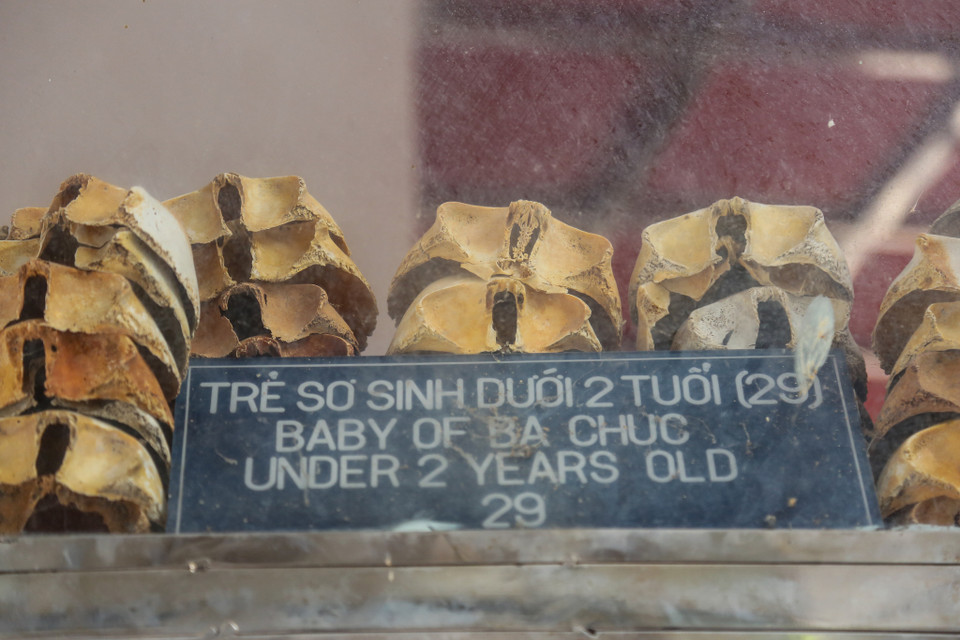 TRẺ SƠ SINH DƯỚI 2 TUỔI (29)
BABY OF BA CHUC
UNDER 2 YEARS OLD
29